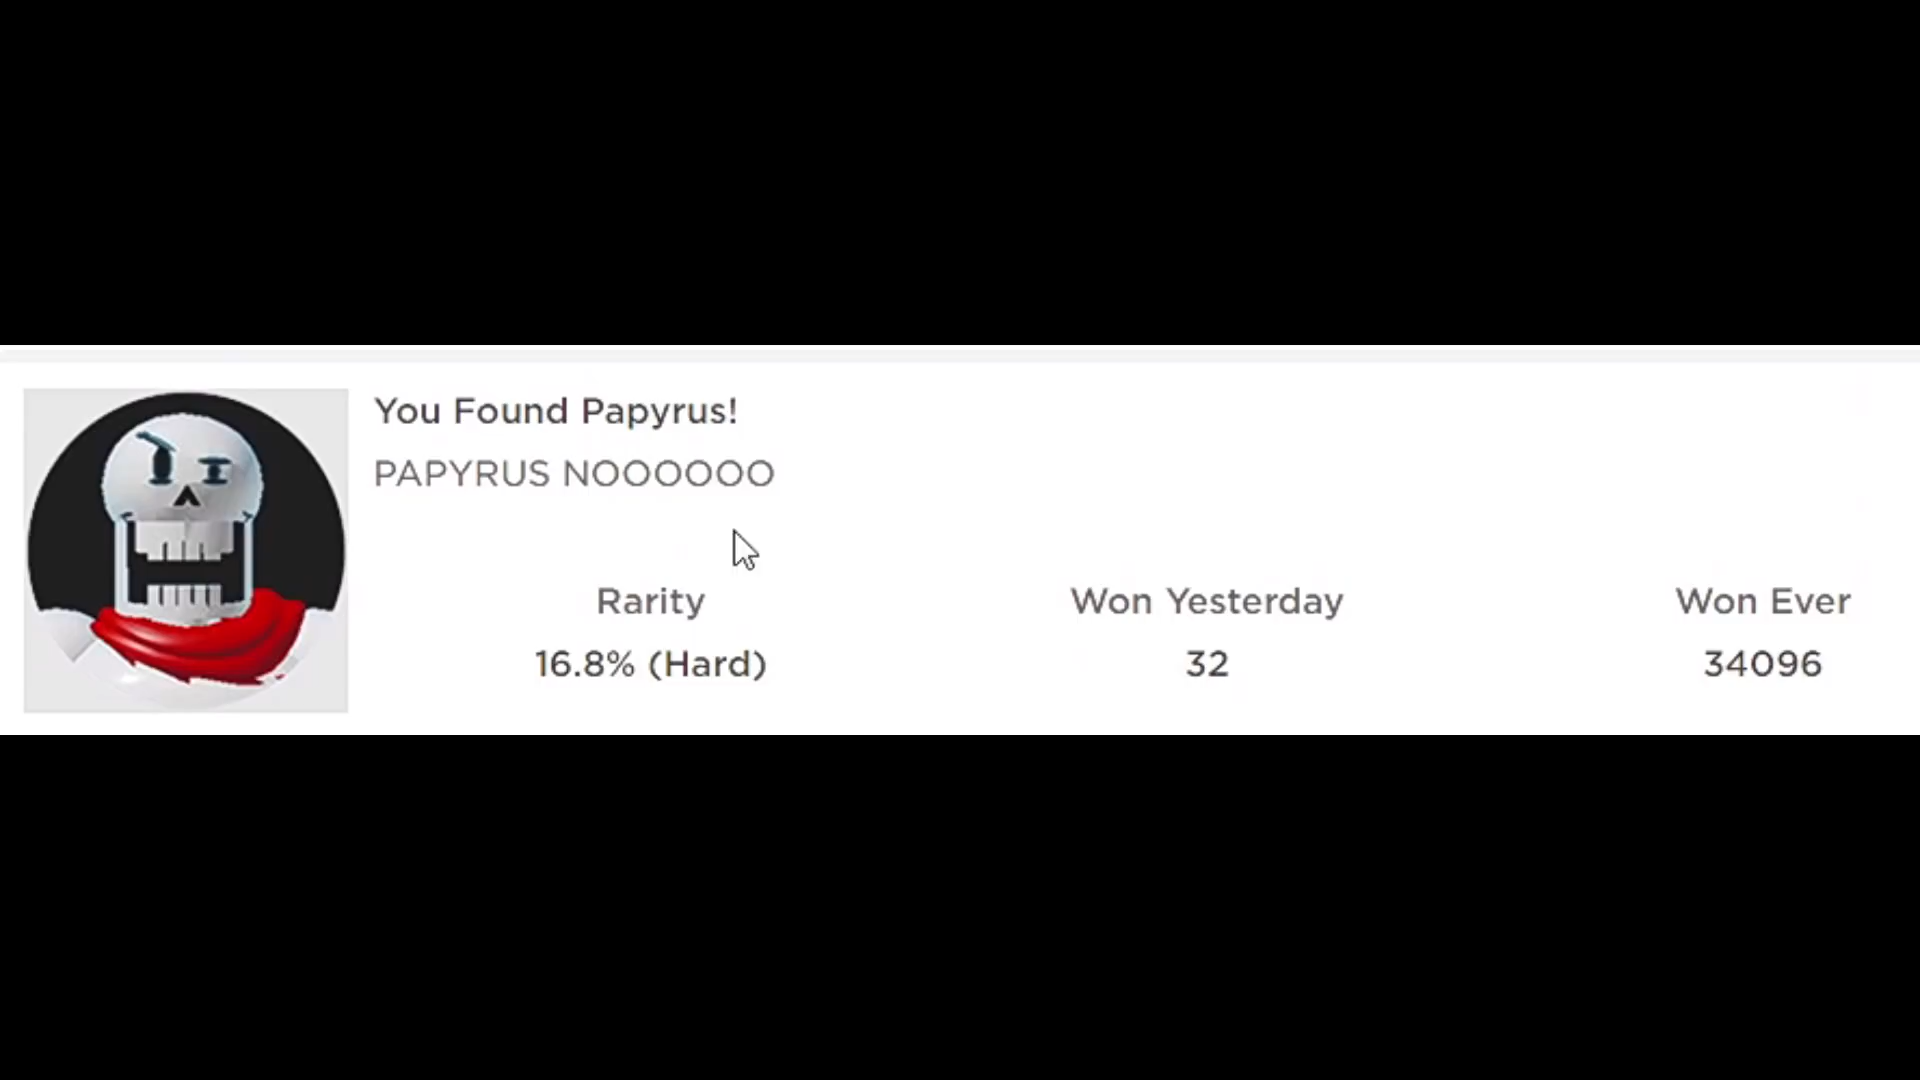 You Found Papyrus!
PAPYRUS NOOOOOO
Rarity Won Yesterday Won Ever
16.8% (Hard) 32 34096